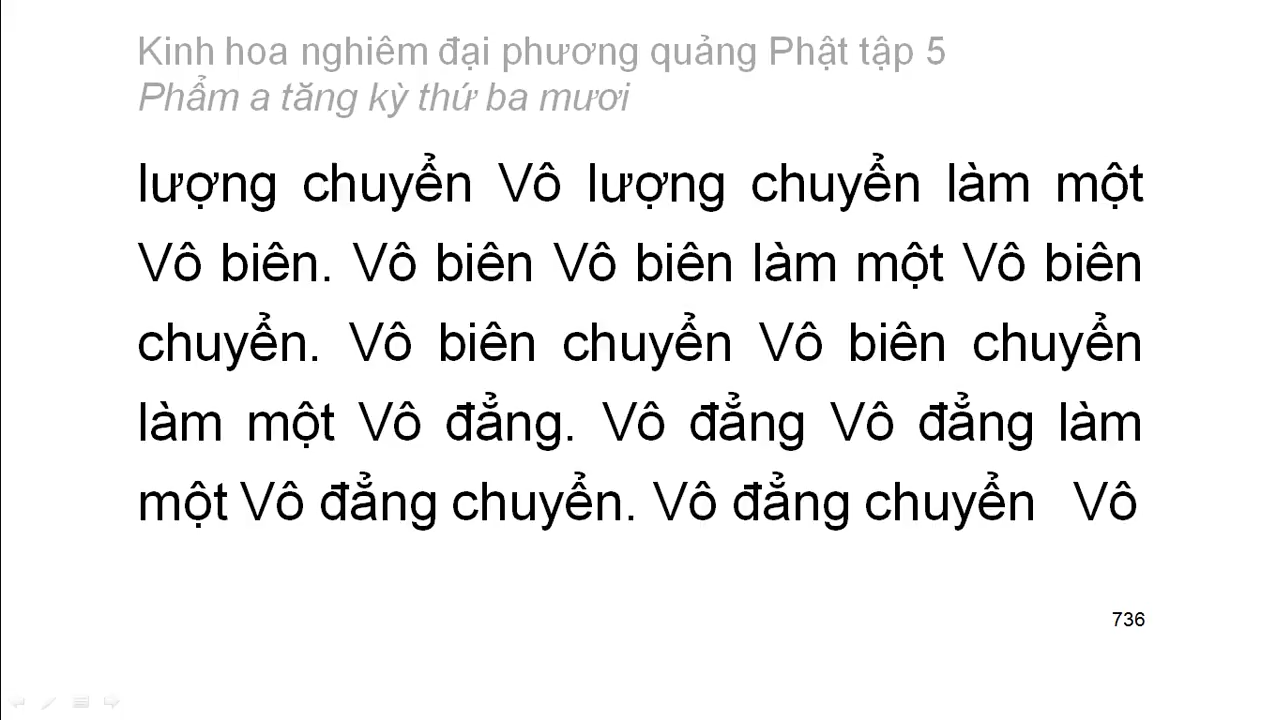 Kinh hoa nghiêm đại phương quảng Phật tập 5
Phẩm a tăng kỳ thứ ba mươi
lượng chuyển Vô lượng chuyển làm một
Vô biên. Vô biên Vô biên làm một Vô biên
chuyển. Vô biên chuyển Vô biên chuyển
làm một Vô đẳng. Vô đẳng Vô đẳng làm
một Vô đẳng chuyển. Vô đẳng chuyển Vô
736